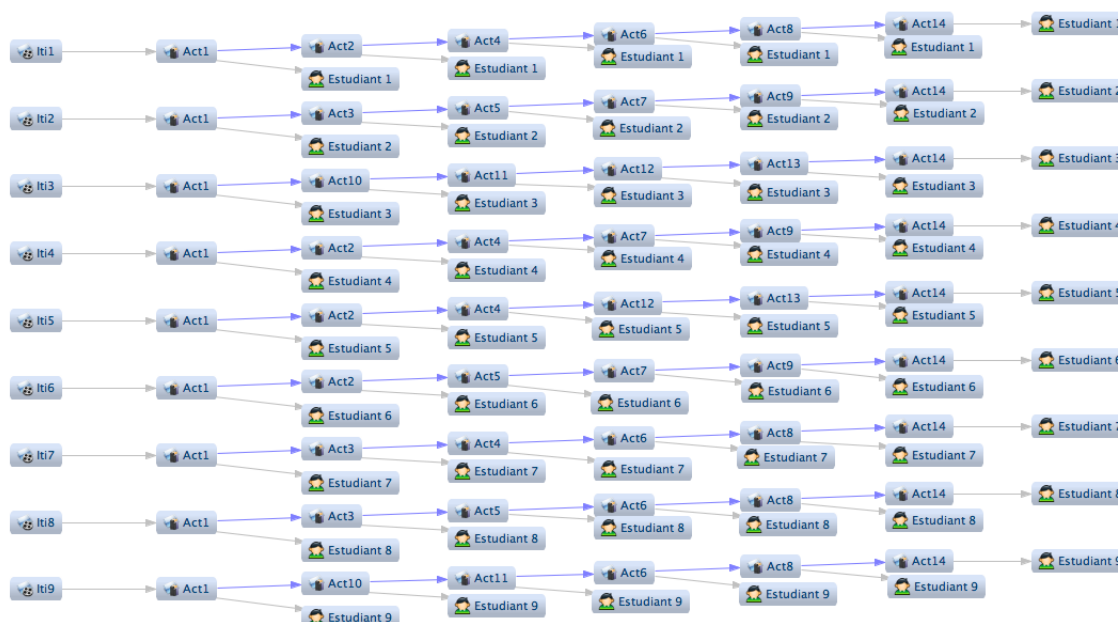 Iti1 Act1 Act2 Act4 Act6 Act8 Act14 Estudiant 1
Estudiant 1 Estudiant 1 Estudiant 1 Estudiant 1 Estudiant 1
Iti2 Act1 Act3 Act5 Act7 Act9 Act14 Estudiant 2
Estudiant 2 Estudiant 2 Estudiant 2 Estudiant 2 Estudiant 2
Iti3 Act1 Act10 Act11 Act12 Act13 Act14 Estudiant 3
Estudiant 3 Estudiant 3 Estudiant 3 Estudiant 3 Estudiant 3
Iti4 Act1 Act2 Act4 Act7 Act9 Act14 Estudiant 4
Estudiant 4 Estudiant 4 Estudiant 4 Estudiant 4 Estudiant 4
Iti5 Act1 Act2 Act4 Act12 Act13 Act14 Estudiant 5
Estudiant 5 Estudiant 5 Estudiant 5 Estudiant 5 Estudiant 5
Iti6 Act1 Act2 Act5 Act7 Act9 Act14 Estudiant 6
Estudiant 6 Estudiant 6 Estudiant 6 Estudiant 6 Estudiant 6
Iti7 Act1 Act3 Act4 Act6 Act8 Act14 Estudiant 7
Estudiant 7 Estudiant 7 Estudiant 7 Estudiant 7 Estudiant 7
Iti8 Act1 Act3 Act5 Act6 Act8 Act14 Estudiant 8
Estudiant 8 Estudiant 8 Estudiant 8 Estudiant 8 Estudiant 8
Iti9 Act1 Act10 Act11 Act6 Act8 Act14 Estudiant 9
Estudiant 9 Estudiant 9 Estudiant 9 Estudiant 9 Estudiant 9